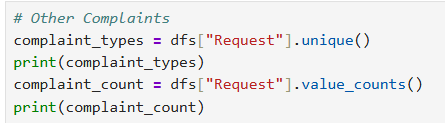 # Other Complaints
complaint_types = dfs["Request"].unique()
print(complaint_types)
complaint_count = dfs["Request"].value_counts()
print(complaint_count)